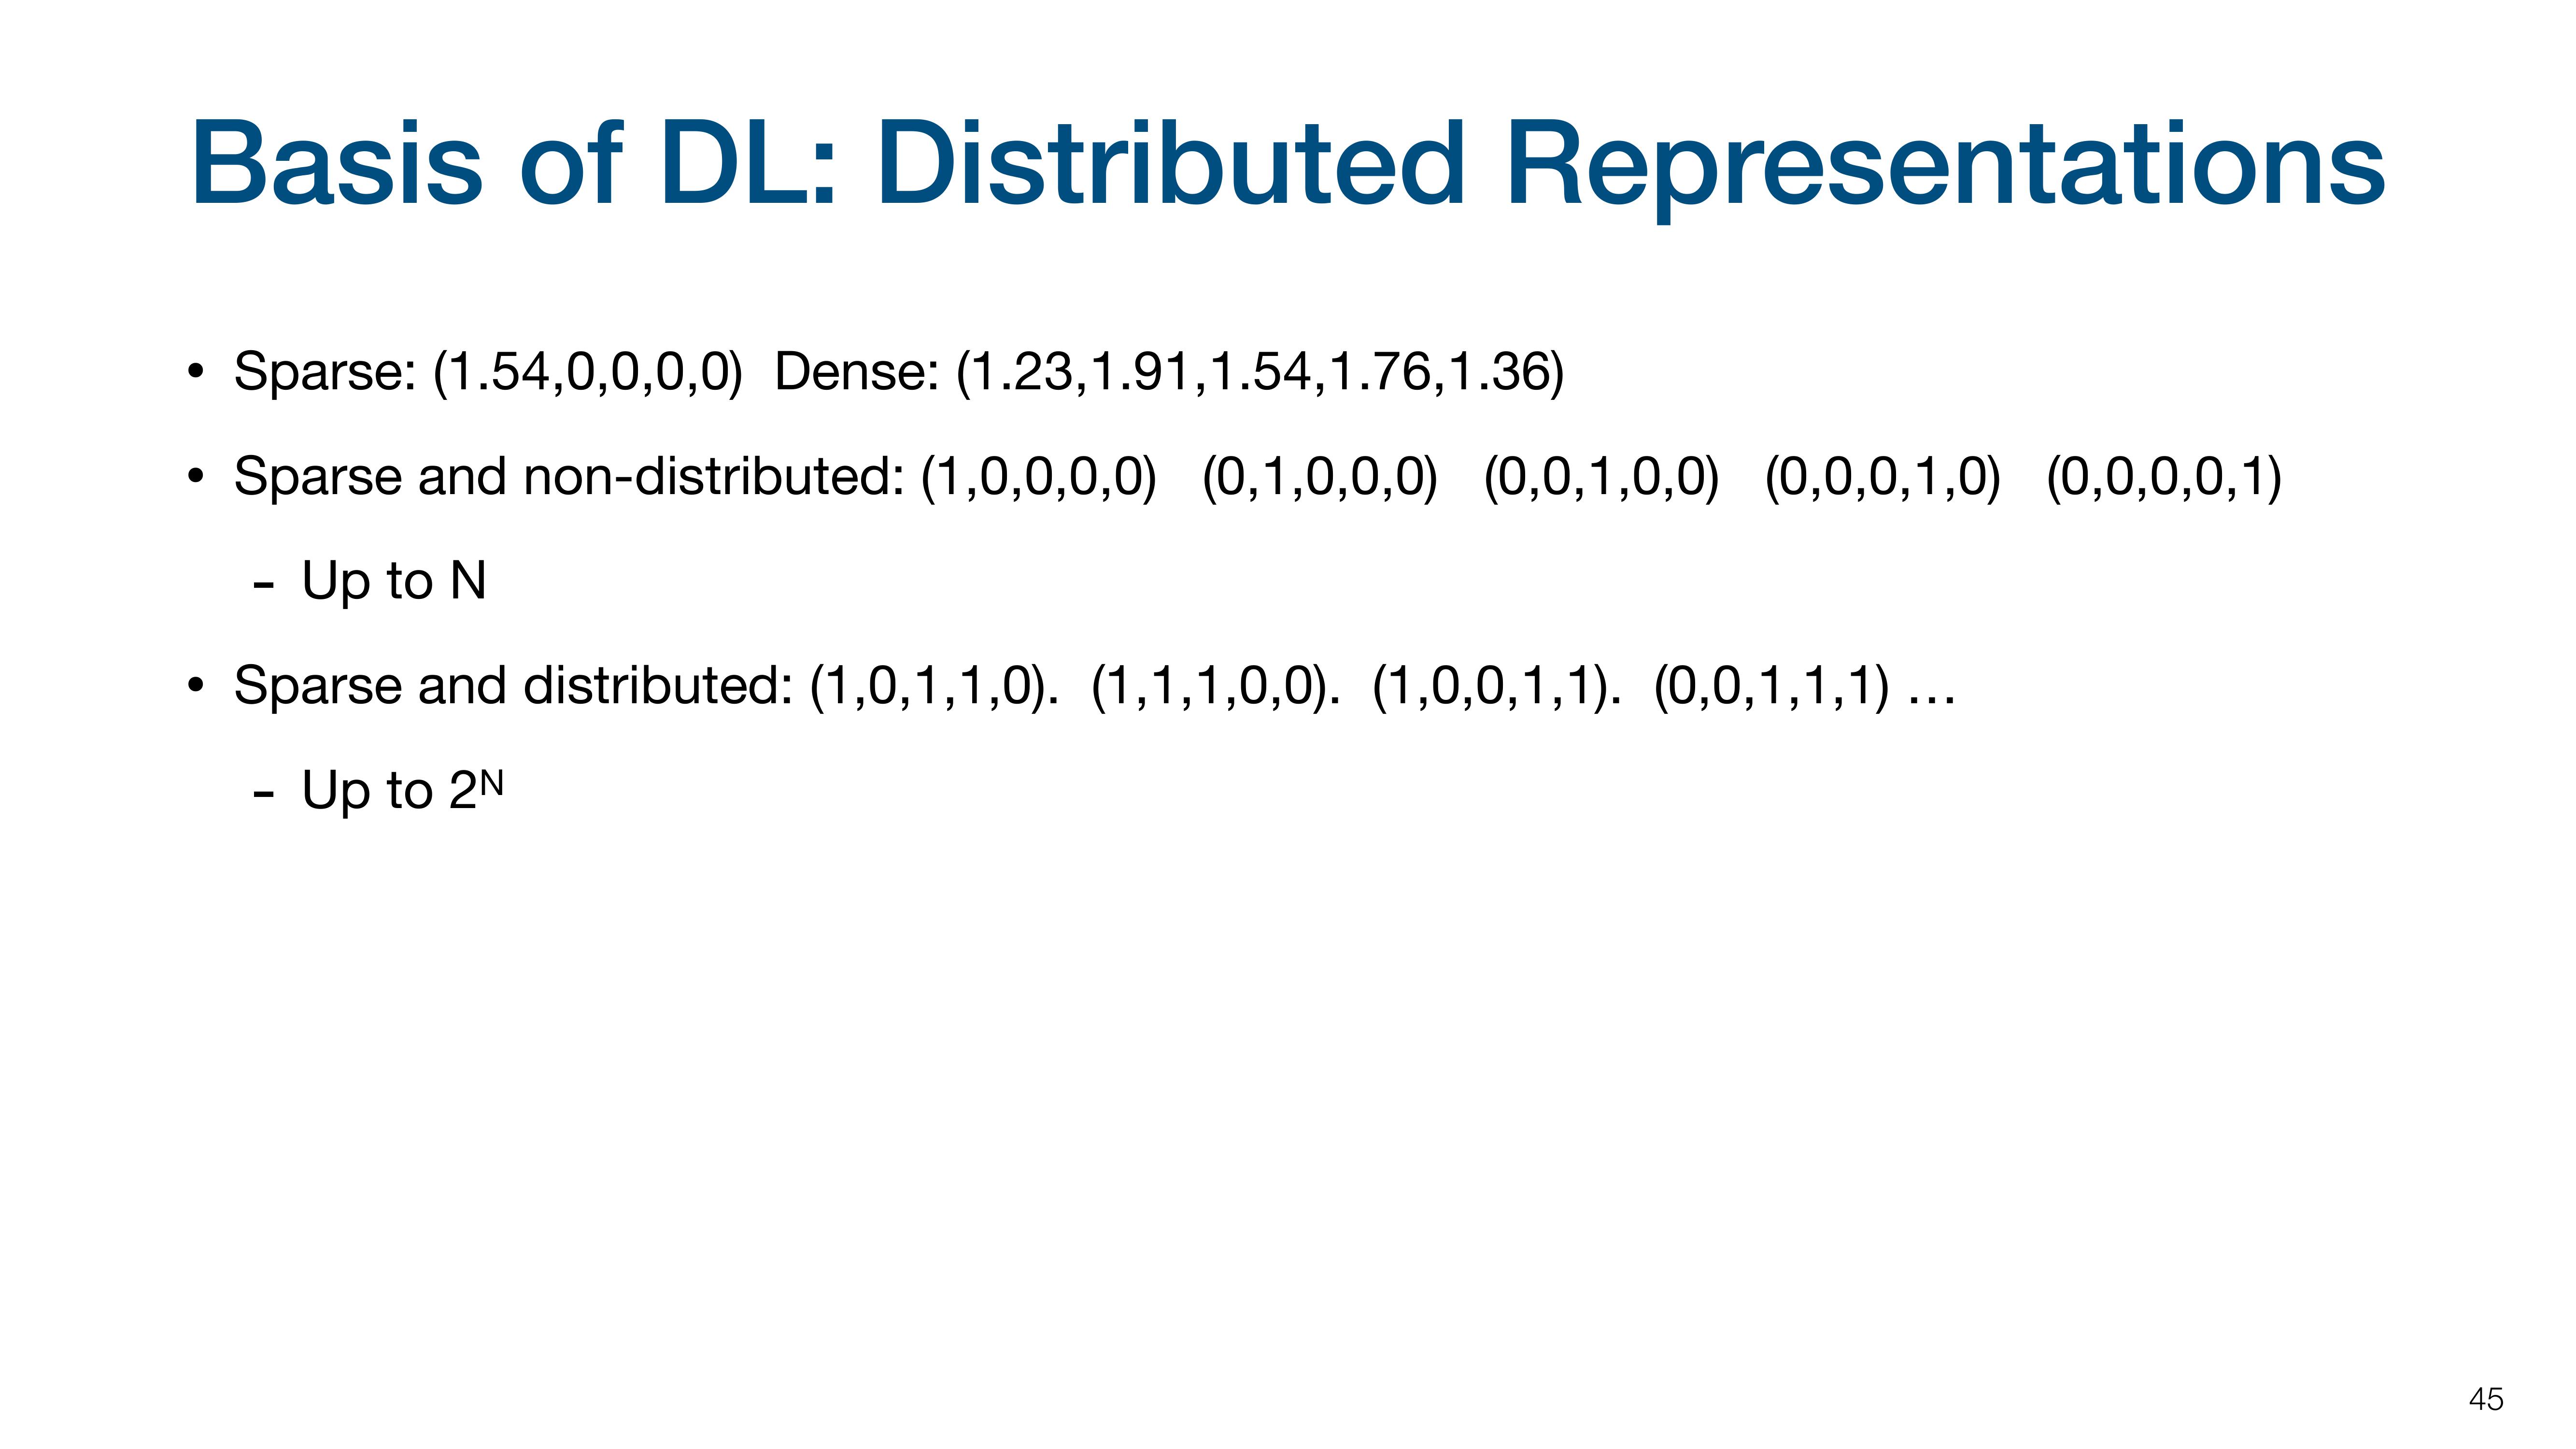 Basis of DL: Distributed Representations
• Sparse: (1.54,0,0,0,0)  Dense: (1.23,1.91,1.54,1.76,1.36)
• Sparse and non-distributed: (1,0,0,0,0)   (0,1,0,0,0)   (0,0,1,0,0)   (0,0,0,1,0)   (0,0,0,0,1)
- Up to N
• Sparse and distributed: (1,0,1,1,0).  (1,1,1,0,0).  (1,0,0,1,1).  (0,0,1,1,1) …
- Up to 2ᴺ
45